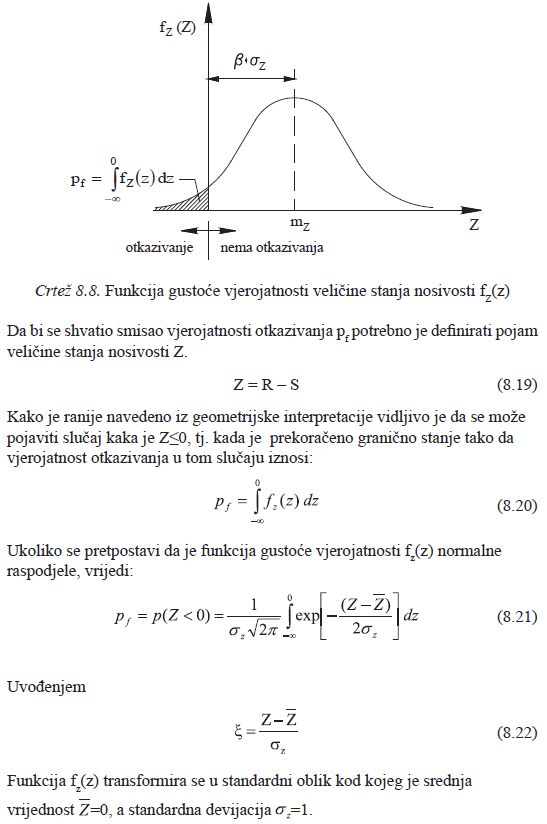 f_Z (Z)
β·σ_Z
p_f = ∫_{-∞}^{0} f_Z(z) dz
m_Z
Z
otkazivanje
nema otkazivanja
Crtež 8.8. Funkcija gustoće vjerojatnosti veličine stanja nosivosti f_z(z)
Da bi se shvatio smisao vjerojatnosti otkazivanja p_f potrebno je definirati pojam
veličine stanja nosivosti Z.
Z = R – S (8.19)
Kako je ranije navedeno iz geometrijske interpretacije vidljivo je da se može
pojaviti slučaj kaka je Z≤0, tj. kada je prekoračeno granično stanje tako da
vjerojatnost otkazivanja u tom slučaju iznosi:
p_f = ∫_{-∞}^{0} f_z(z) dz (8.20)
Ukoliko se pretpostavi da je funkcija gustoće vjerojatnosti f_z(z) normalne
raspodjele, vrijedi:
p_f = p(Z < 0) = \frac{1}{σ_z √{2π}} ∫_{-∞}^{0} exp[ -\frac{(Z – \overline{Z})}{2σ_z} ] dz (8.21)
Uvođenjem
ξ = \frac{Z – \overline{Z}}{σ_z} (8.22)
Funkcija f_z(z) transformira se u standardni oblik kod kojeg je srednja
vrijednost \overline{Z}=0, a standardna devijacija σ_z=1.